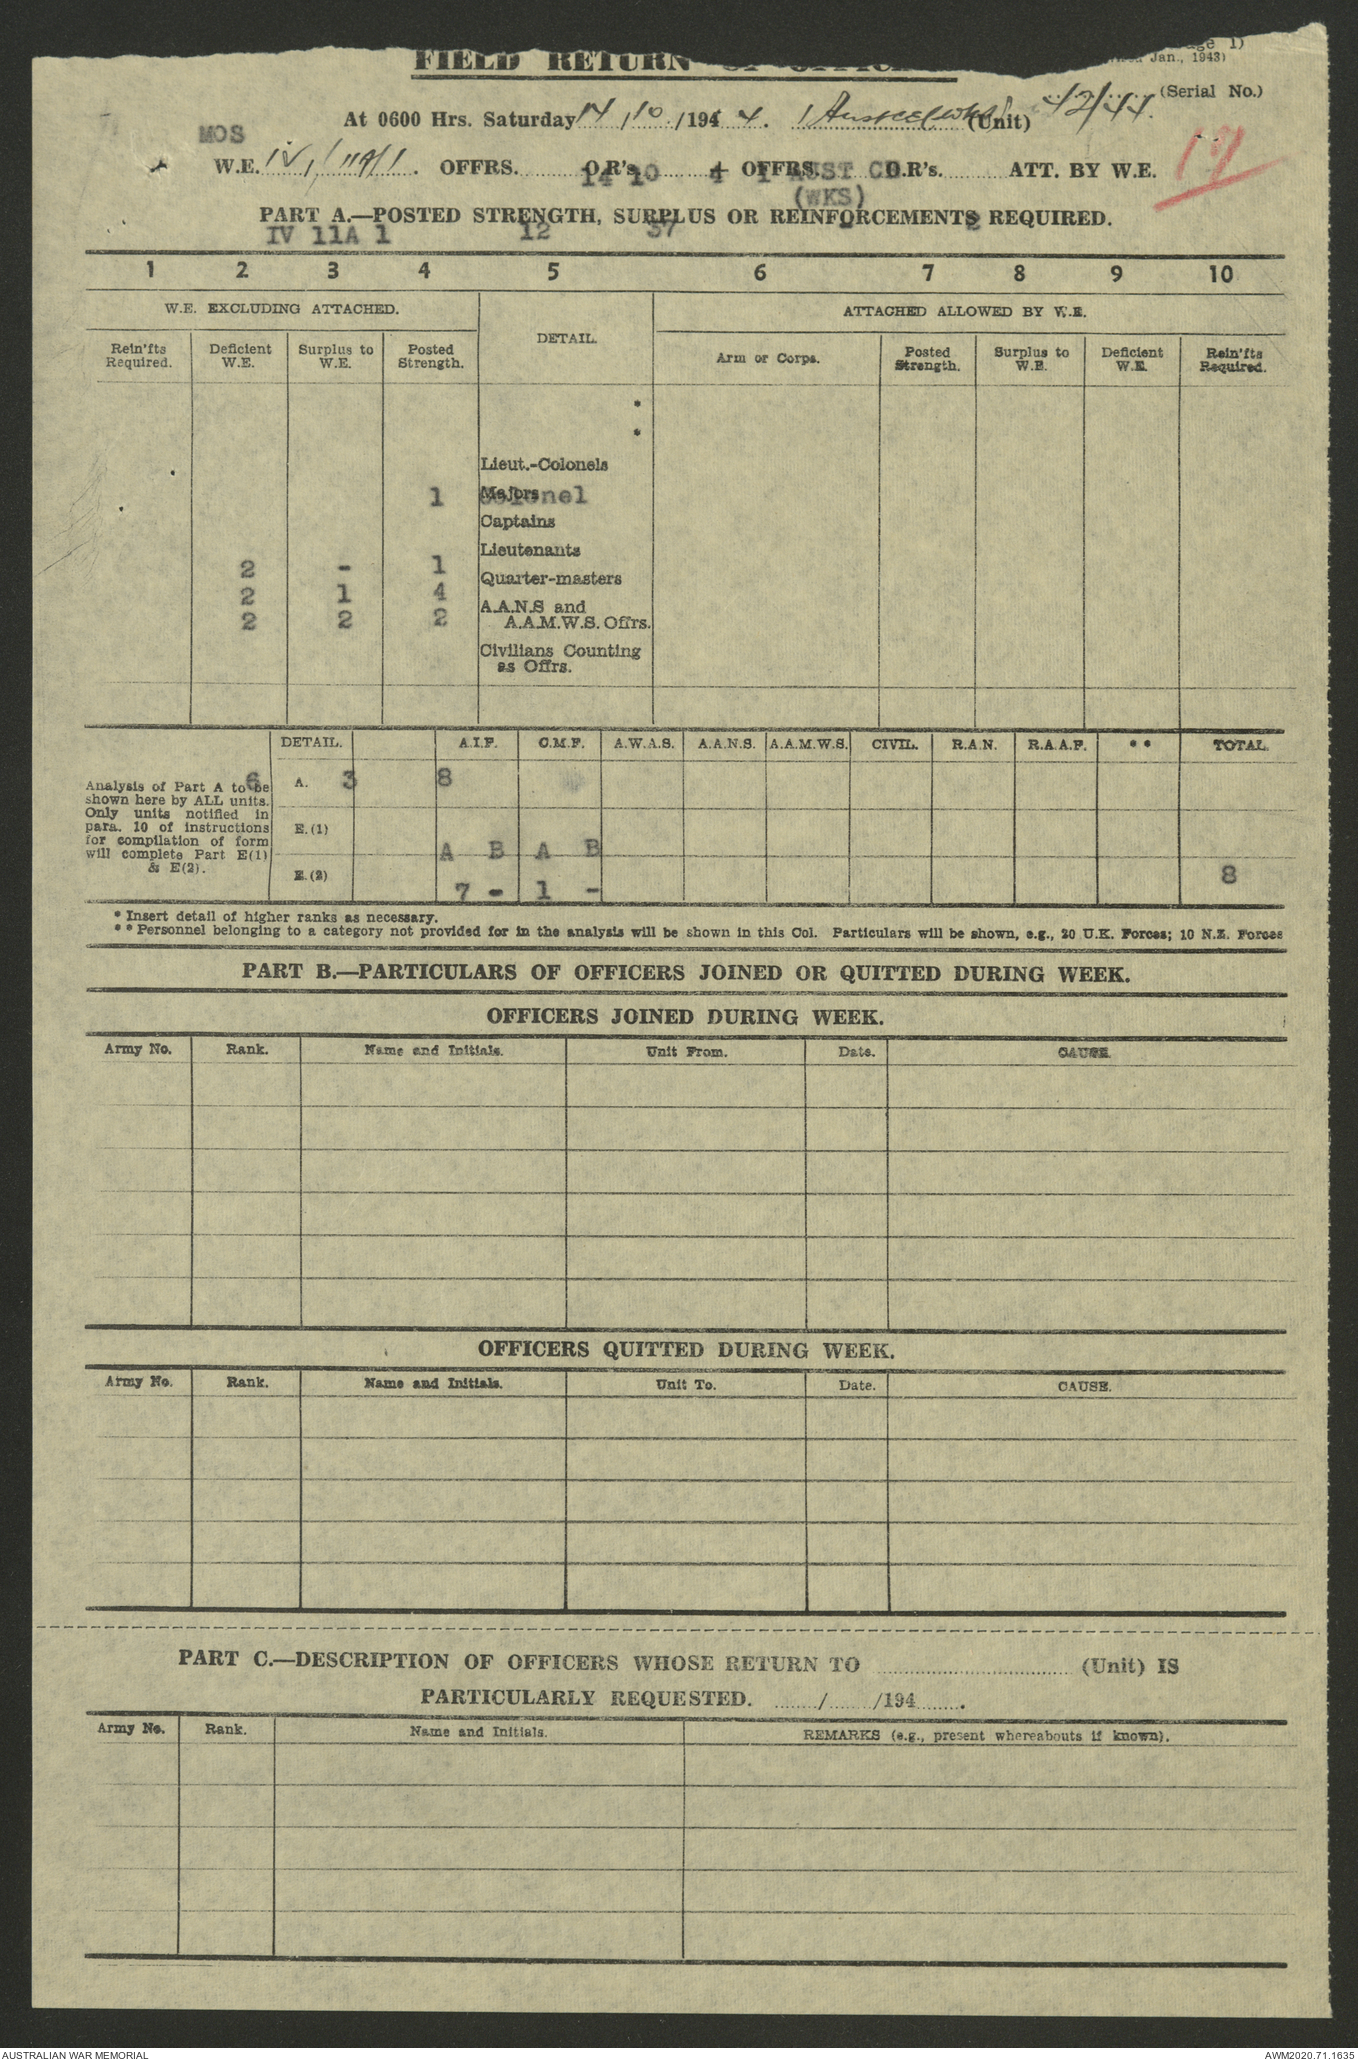 ge 1)
FIELD RETURN OF OFFICE
Jan., 1943)
At 0600 Hrs. Saturday 14 / 10 / 1944. 1 Aust CE (Wks) (Unit) 42/44. (Serial No.)
MOS
W.E. IV / 11A / 1. OFFRS. O.R's. + OFFRS. O.R's. ATT. BY W.E.
14 10 4 1 AUST CE
(WKS)
PART A.—POSTED STRENGTH, SURPLUS OR REINFORCEMENTS REQUIRED.
IV 11A 1 12 37 - 2
1 2 3 4 5 6 7 8 9 10
W.E. EXCLUDING ATTACHED. DETAIL. ATTACHED ALLOWED BY W.E.
Rein'fts Required. Deficient W.E. Surplus to W.E. Posted Strength. Arm or Corps. Posted Strength. Surplus to W.E. Deficient W.E. Rein'fts Required.
*
*
Lieut.-Colonels
1 Majors
Colonel
Captains
Lieutenants
2 - 1
Quarter-masters
2 1 4
A.A.N.S and
A.A.M.W.S. Offrs.
2 2 2
Civilians Counting
as Offrs.
DETAIL. A.I.F. C.M.F. A.W.A.S. A.A.N.S. A.A.M.W.S. CIVIL. R.A.N. R.A.A.F. ** TOTAL.
6 3 8
Analysis of Part A to be
shown here by ALL units.
Only units notified in
para. 10 of instructions
for compilation of form
will complete Part E(1)
& E(2).
A.
E.(1)
A B A B
E.(2)
7 - 1 - 8
* Insert detail of higher ranks as necessary.
** Personnel belonging to a category not provided for in the analysis will be shown in this Col. Particulars will be shown, e.g., 20 U.K. Forces; 10 N.Z. Forces
PART B.—PARTICULARS OF OFFICERS JOINED OR QUITTED DURING WEEK.
OFFICERS JOINED DURING WEEK.
Army No. Rank. Name and Initials. Unit From. Date. CAUSE.
OFFICERS QUITTED DURING WEEK.
Army No. Rank. Name and Initials. Unit To. Date. CAUSE.
PART C.—DESCRIPTION OF OFFICERS WHOSE RETURN TO ........ (Unit) IS
PARTICULARLY REQUESTED. ....../....../194.......
Army No. Rank. Name and Initials. REMARKS (e.g., present whereabouts if known).
AUSTRALIAN WAR MEMORIAL
AWM2020.71.1635